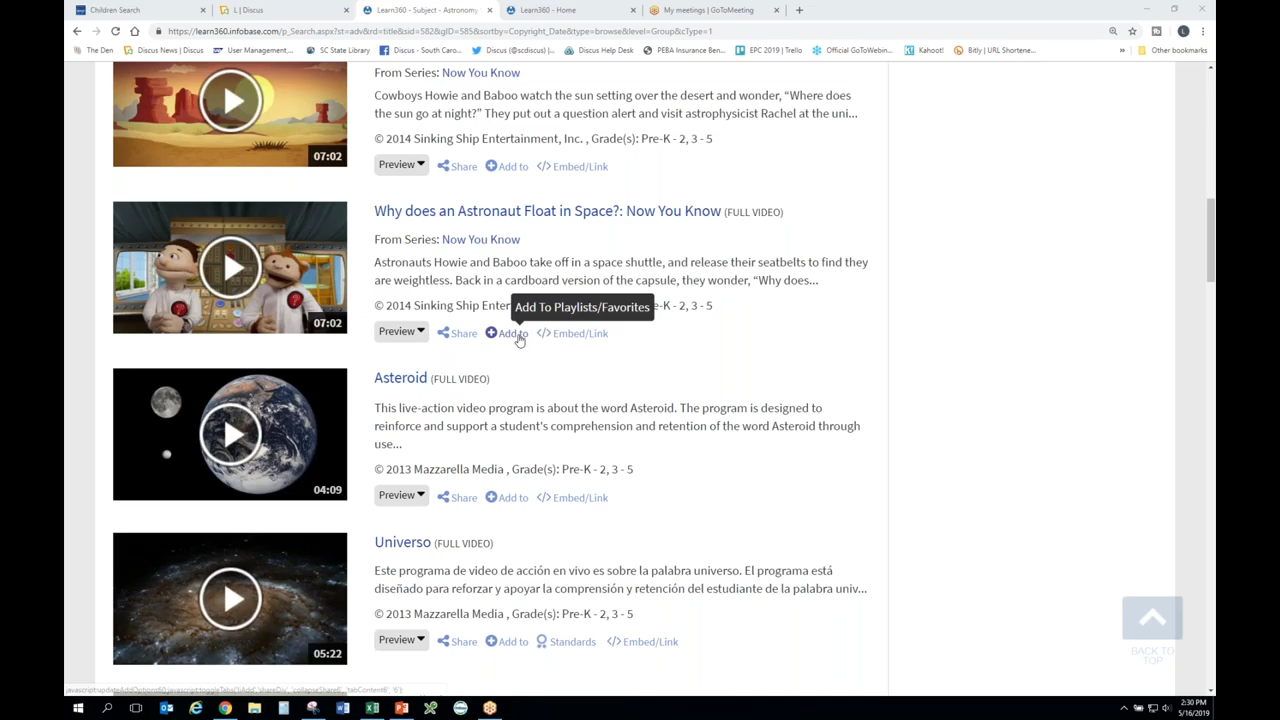 Children Search
L | Discus
Learn360 - Subject - Astronomy
Learn360 - Home
My meetings | GoToMeeting
https://learn360.infobase.com/p_Search.aspx?st=adv&rd=title&sid=582&gID=585&sortby=Copyright_Date&type=browse&level=Group&cType=1
L
The Den
Discus News | Discus
User Management,...
SC State Library
Discus - South Caro...
Twitter (@scdiscus) ...
Discus Help Desk
PEBA Insurance Ben...
EPC 2019 | Trello
Official GoToWebin...
Kahoot!
Bitly | URL Shortene...
»
Other bookmarks
From Series: Now You Know
Cowboys Howie and Baboo watch the sun setting over the desert and wonder, “Where does
the sun go at night?” They put out a question alert and visit astrophysicist Rachel at the uni...
© 2014 Sinking Ship Entertainment, Inc. , Grade(s): Pre-K - 2, 3 - 5
07:02
Preview
Share
Add to
</> Embed/Link
Why does an Astronaut Float in Space?: Now You Know (FULL VIDEO)
From Series: Now You Know
Astronauts Howie and Baboo take off in a space shuttle, and release their seatbelts to find they
are weightless. Back in a cardboard version of the capsule, they wonder, “Why does...
© 2014 Sinking Ship Enter
e-K - 2, 3 - 5
Add To Playlists/Favorites
07:02
Preview
Share
Add to
</> Embed/Link
Asteroid (FULL VIDEO)
This live-action video program is about the word Asteroid. The program is designed to
reinforce and support a student's comprehension and retention of the word Asteroid through
use...
© 2013 Mazzarella Media , Grade(s): Pre-K - 2, 3 - 5
04:09
Preview
Share
Add to
</> Embed/Link
Universo (FULL VIDEO)
Este programa de video de acción en vivo es sobre la palabra universo. El programa está
diseñado para reforzar y apoyar la comprensión y retención del estudiante de la palabra univ...
© 2013 Mazzarella Media , Grade(s): Pre-K - 2, 3 - 5
05:22
Preview
Share
Add to
Standards
</> Embed/Link
BACK TO
TOP
2:30 PM
5/16/2019